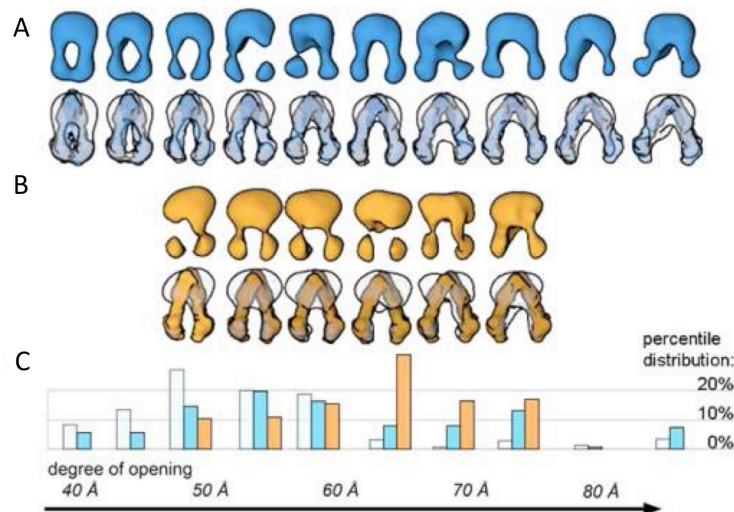 A
B
C
percentile
distribution:
20%
10%
0%
degree of opening
40 Å
50 Å
60 Å
70 Å
80 Å